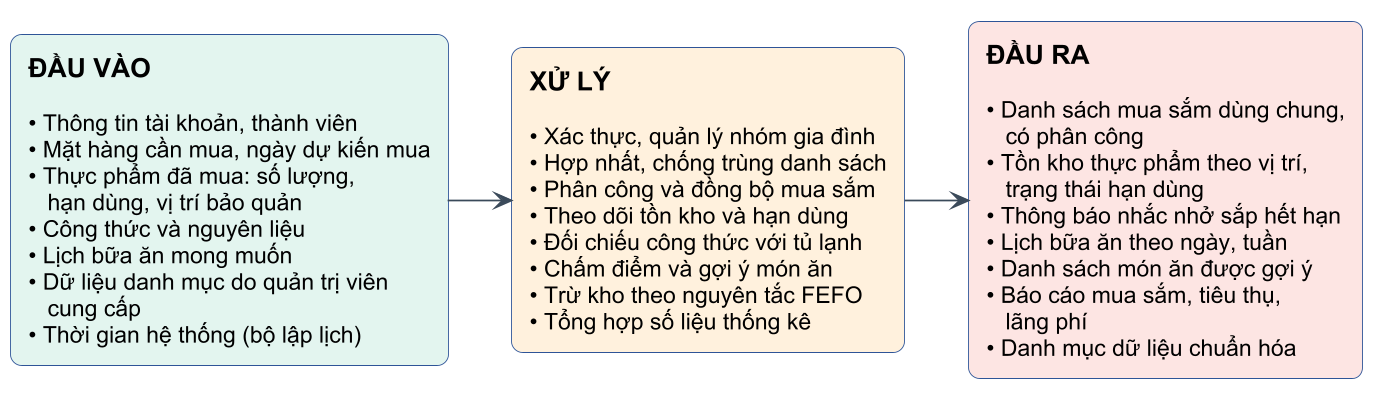 ĐẦU VÀO
• Thông tin tài khoản, thành viên
• Mặt hàng cần mua, ngày dự kiến mua
• Thực phẩm đã mua: số lượng,
hạn dùng, vị trí bảo quản
• Công thức và nguyên liệu
• Lịch bữa ăn mong muốn
• Dữ liệu danh mục do quản trị viên
cung cấp
• Thời gian hệ thống (bộ lập lịch)
XỬ LÝ
• Xác thực, quản lý nhóm gia đình
• Hợp nhất, chống trùng danh sách
• Phân công và đồng bộ mua sắm
• Theo dõi tồn kho và hạn dùng
• Đối chiếu công thức với tủ lạnh
• Chấm điểm và gợi ý món ăn
• Trừ kho theo nguyên tắc FEFO
• Tổng hợp số liệu thống kê
ĐẦU RA
• Danh sách mua sắm dùng chung,
có phân công
• Tồn kho thực phẩm theo vị trí,
trạng thái hạn dùng
• Thông báo nhắc nhở sắp hết hạn
• Lịch bữa ăn theo ngày, tuần
• Danh sách món ăn được gợi ý
• Báo cáo mua sắm, tiêu thụ,
lãng phí
• Danh mục dữ liệu chuẩn hóa